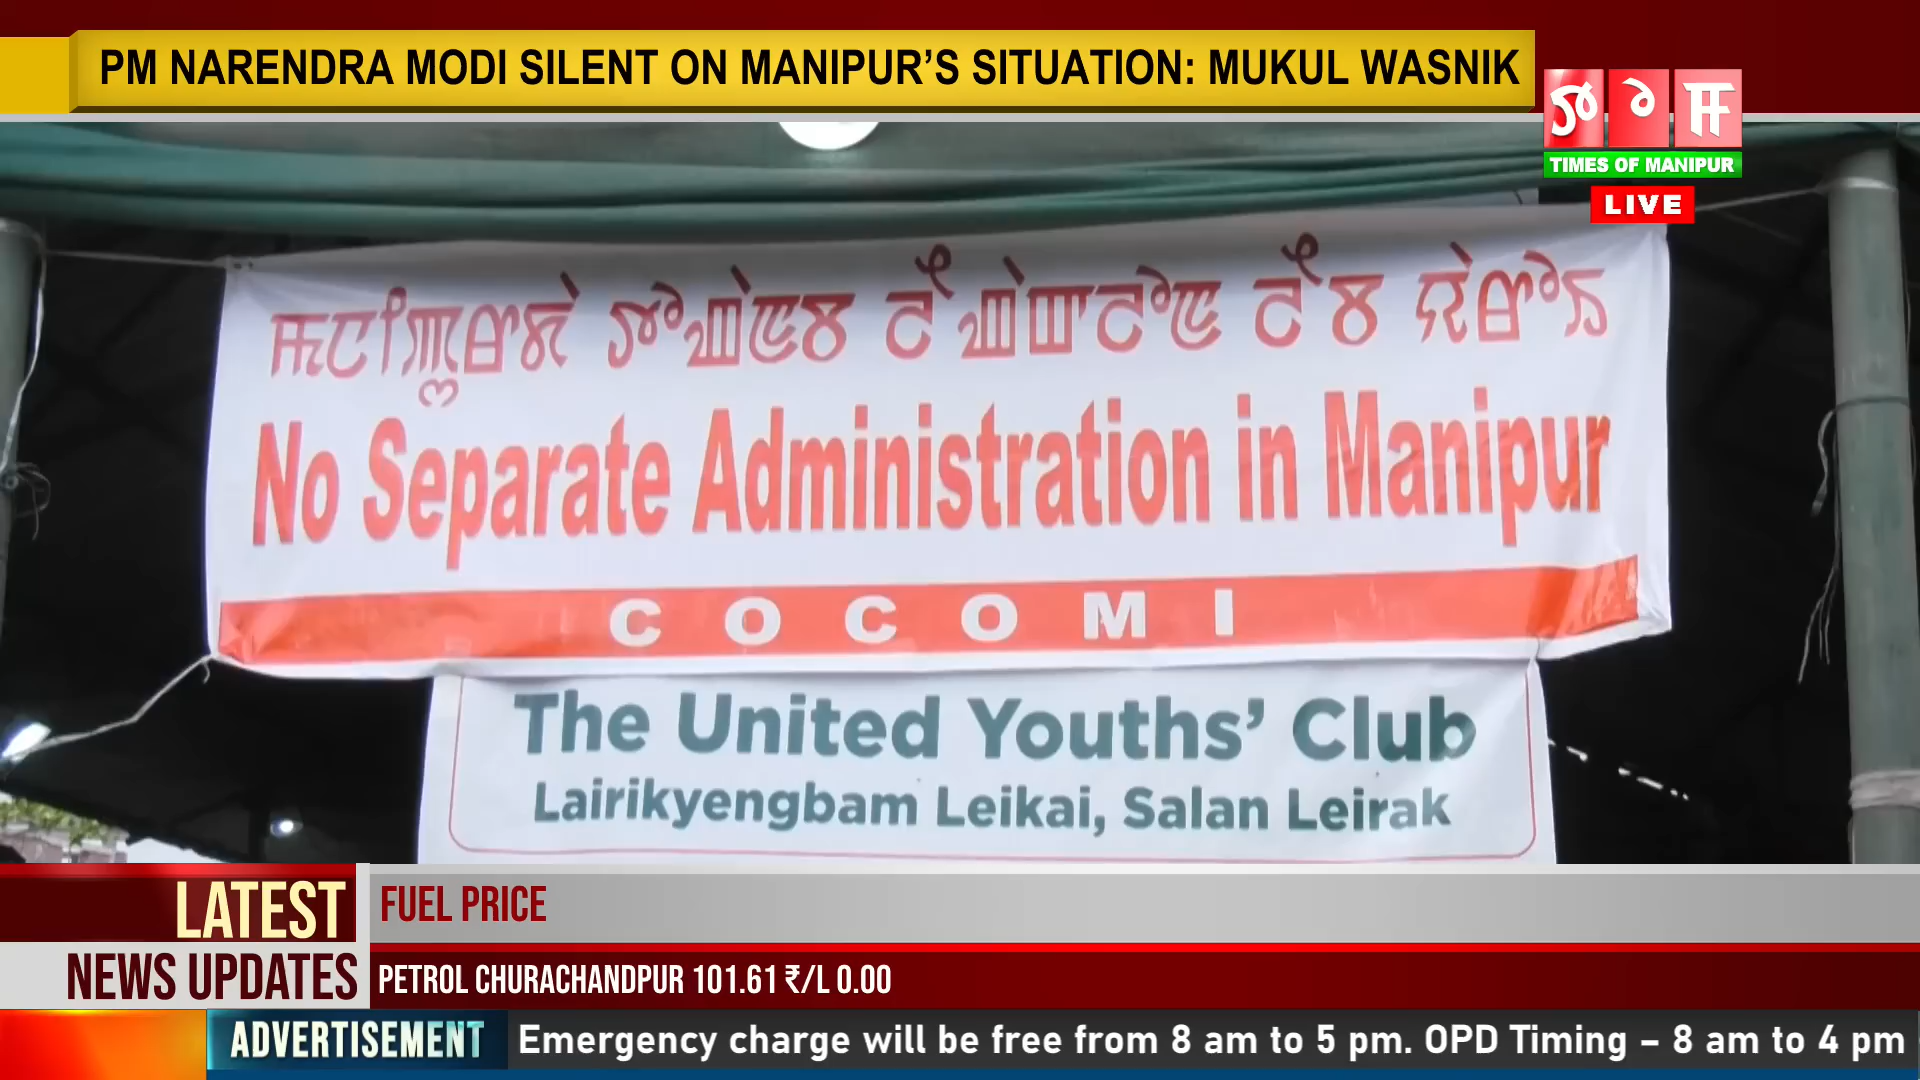 PM NARENDRA MODI SILENT ON MANIPUR'S SITUATION: MUKUL WASNIK
TIMES OF MANIPUR
LIVE
No Separate Administration in Manipur
COCOMI
The United Youths' Club
Lairikyengbam Leikai, Salan Leirak
LATEST
NEWS UPDATES
FUEL PRICE
PETROL CHURACHANDPUR 101.61 ₹/L 0.00
ADVERTISEMENT
Emergency charge will be free from 8 am to 5 pm. OPD Timing – 8 am to 4 pm